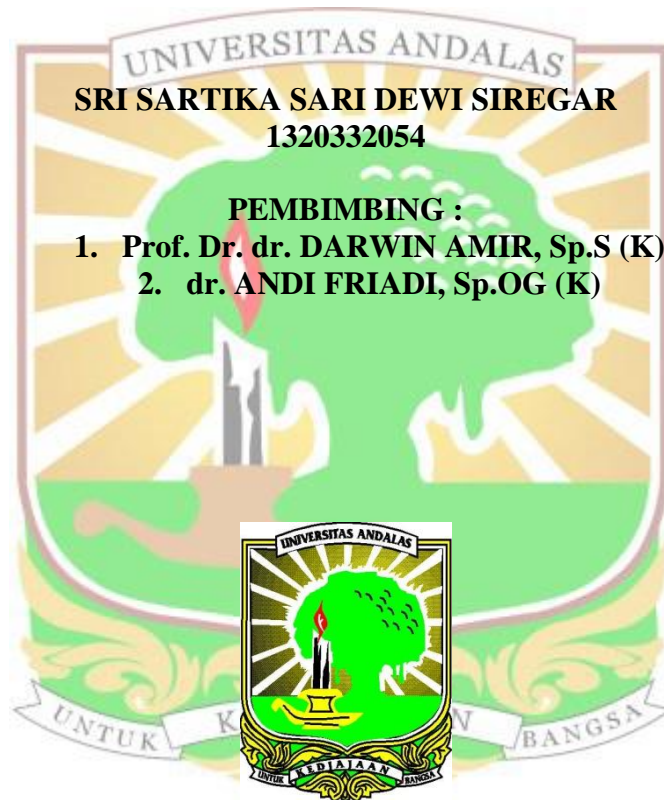 UNIVERSITAS ANDALAS
SRI SARTIKA SARI DEWI SIREGAR
1320332054
PEMBIMBING :
1. Prof. Dr. dr. DARWIN AMIR, Sp.S (K)
2. dr. ANDI FRIADI, Sp.OG (K)
UNIVERSITAS ANDALAS
UNTUK KEDJAJAAN BANGSA
UNTUK K N BANGSA